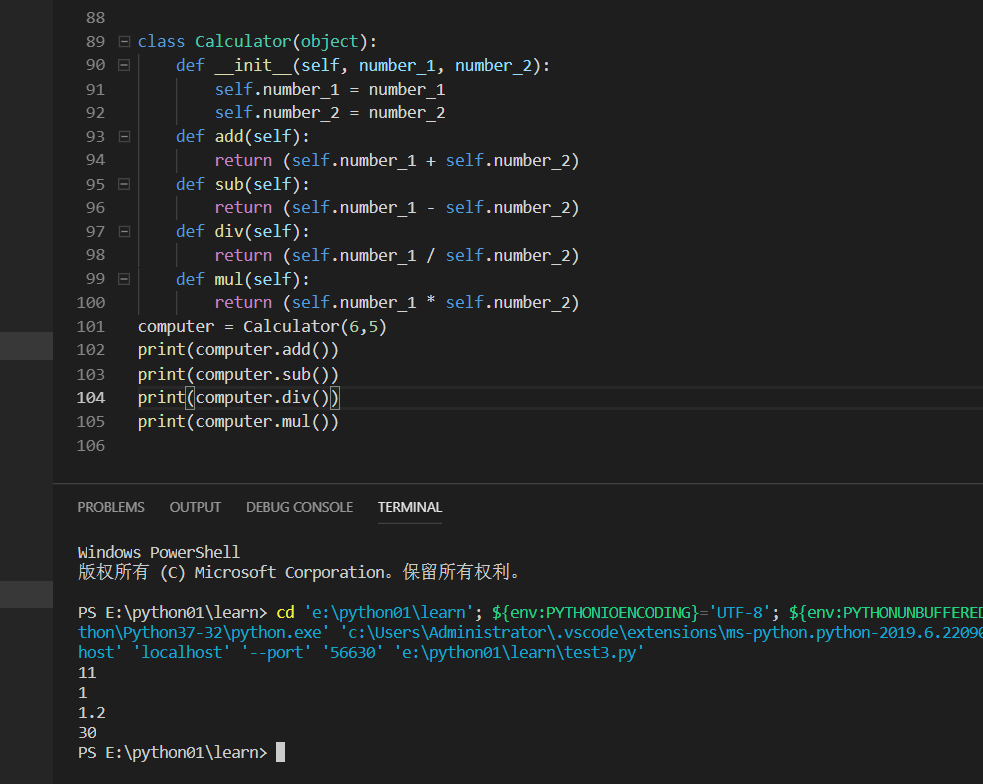 88
89 class Calculator(object):
90     def __init__(self, number_1, number_2):
91         self.number_1 = number_1
92         self.number_2 = number_2
93     def add(self):
94         return (self.number_1 + self.number_2)
95     def sub(self):
96         return (self.number_1 - self.number_2)
97     def div(self):
98         return (self.number_1 / self.number_2)
99     def mul(self):
100         return (self.number_1 * self.number_2)
101 computer = Calculator(6,5)
102 print(computer.add())
103 print(computer.sub())
104 print(computer.div())
105 print(computer.mul())
106
PROBLEMS OUTPUT DEBUG CONSOLE TERMINAL
Windows PowerShell
版权所有 (C) Microsoft Corporation。保留所有权利。
PS E:\python01\learn> cd 'e:\python01\learn'; ${env:PYTHONIOENCODING}='UTF-8'; ${env:PYTHONUNBUFFERED
thon\Python37-32\python.exe' 'c:\Users\Administrator\.vscode\extensions\ms-python.python-2019.6.22090
host' 'localhost' '--port' '56630' 'e:\python01\learn\test3.py'
11
1
1.2
30
PS E:\python01\learn>